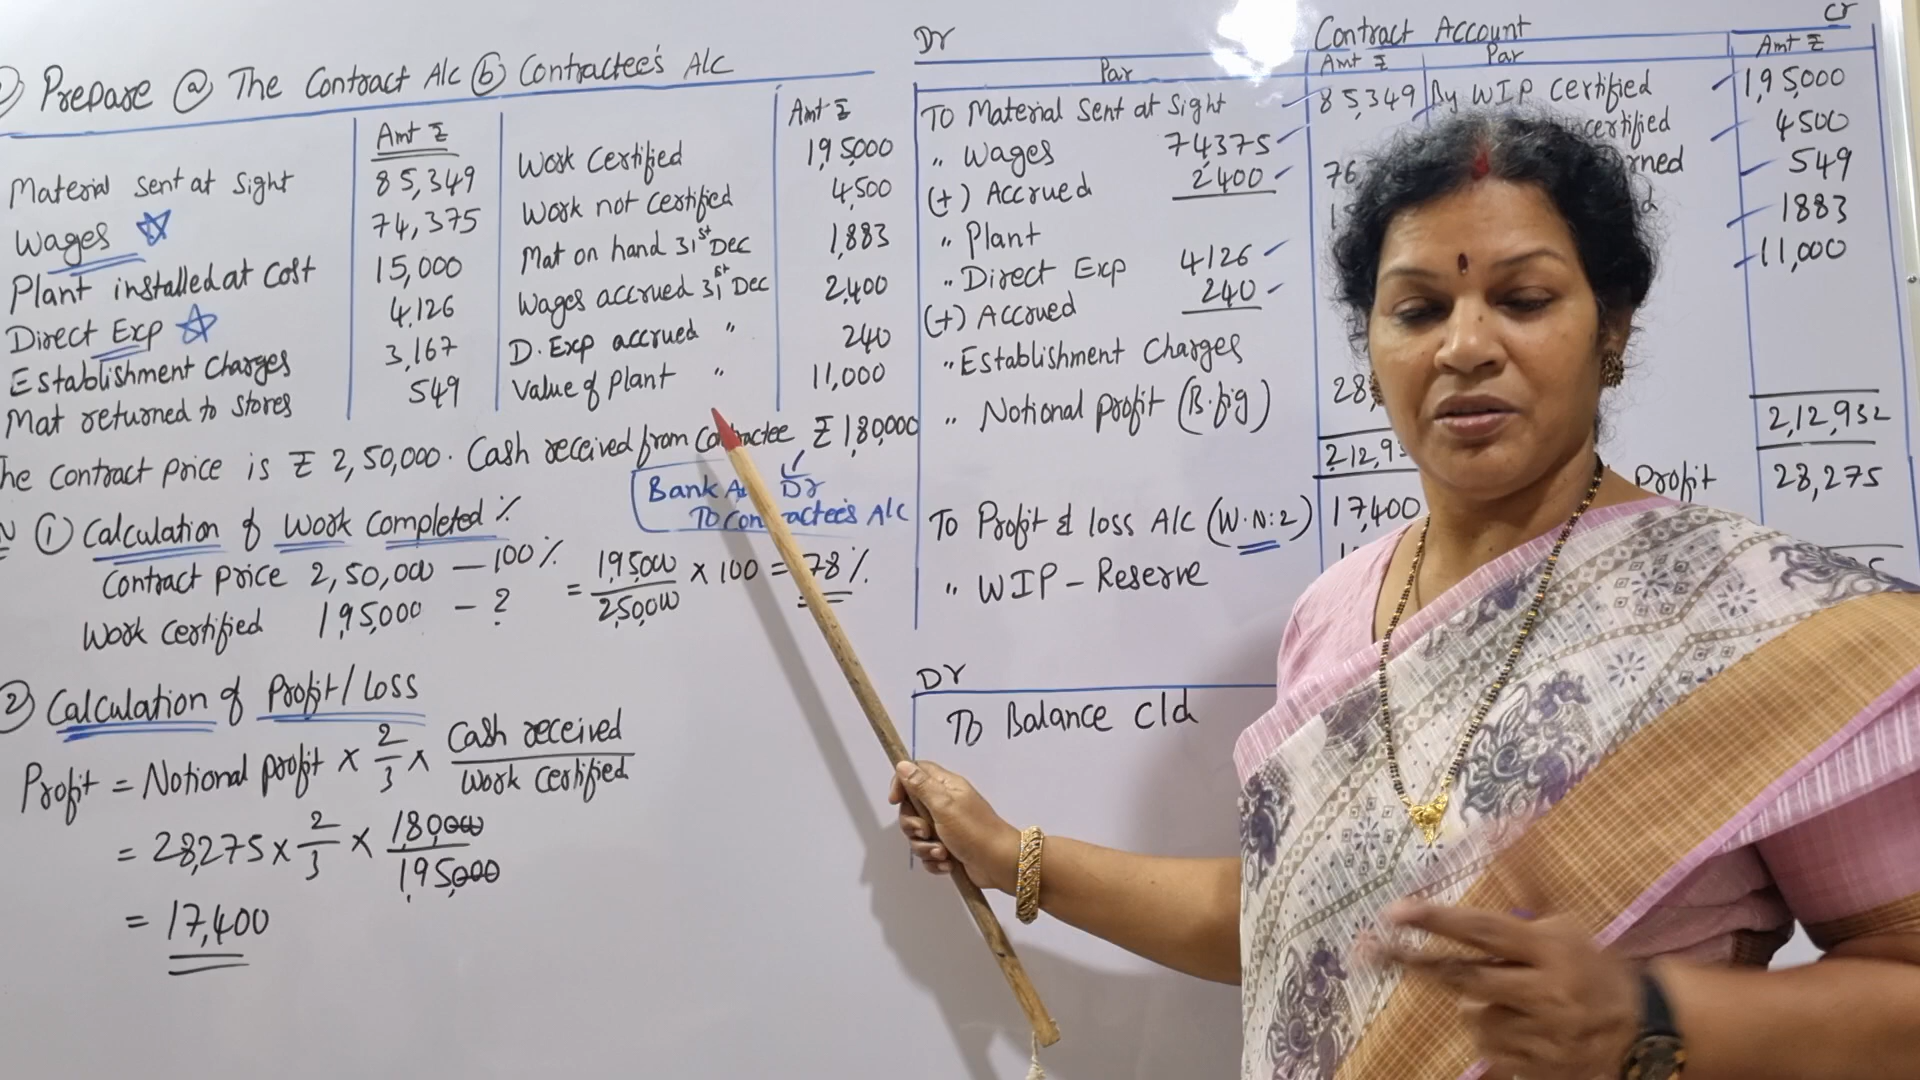 Prepare ⓐ The Contract A/c ⓑ Contractee's A/c
Amt ₹
Material Sent at Sight 85,349
Wages 74,375
Plant installed at Cost 15,000
Direct Exp 4,126
Establishment Charges 3,167
Mat returned to Stores 549
Amt ₹
Work Certified 1,95,000
Work not Certified 4,500
Mat on hand 31st Dec 1,883
Wages accrued 31st Dec 2,400
D. Exp accrued " 240
Value of Plant " 11,000
The Contract price is ₹ 2,50,000. Cash received from Contractee ₹ 1,80,000
Bank Dr
To Contractee's A/c
① Calculation of Work Completed %
Contract price 2,50,000 — 100%
Work Certified 1,95,000 — ?
= 1,95,000 / 2,50,000 × 100 = 78%
② Calculation of Profit/Loss
Profit = Notional profit × 2/3 × Cash received / Work Certified
= 28,275 × 2/3 × 1,80,000 / 1,95,000
= 17,400
Dr Contract Account Cr
Par Amt ₹ Par Amt ₹
To Material Sent at Sight 85,349 By WIP Certified 1,95,000
" Wages 74375 certified 4500
(+) Accrued 2400 549
" Plant 1883
" Direct Exp 4126 11,000
(+) Accrued 240
" Establishment Charges
" Notional profit (B.fig)
2,12,932
To Profit & loss A/c (W.N:2) 17,400 Profit 28,275
" WIP - Reserve
Dr
To Balance c/d